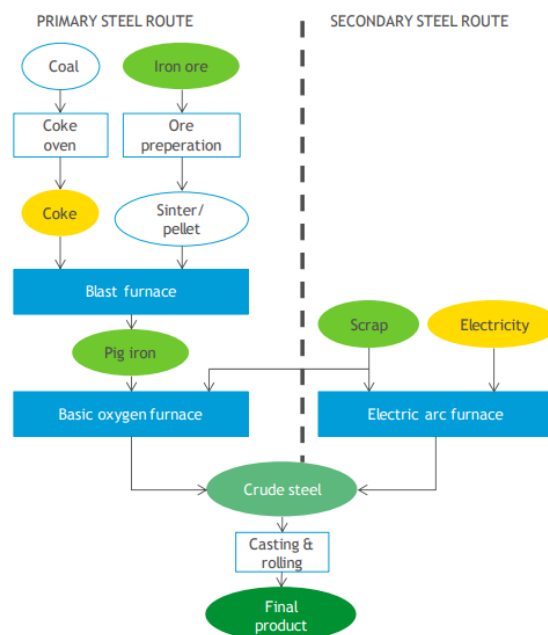 PRIMARY STEEL ROUTE
SECONDARY STEEL ROUTE
Coal
Iron ore
Coke
oven
Ore
preperation
Coke
Sinter/
pellet
Blast furnace
Pig iron
Scrap
Electricity
Basic oxygen furnace
Electric arc furnace
Crude steel
Casting &
rolling
Final
product